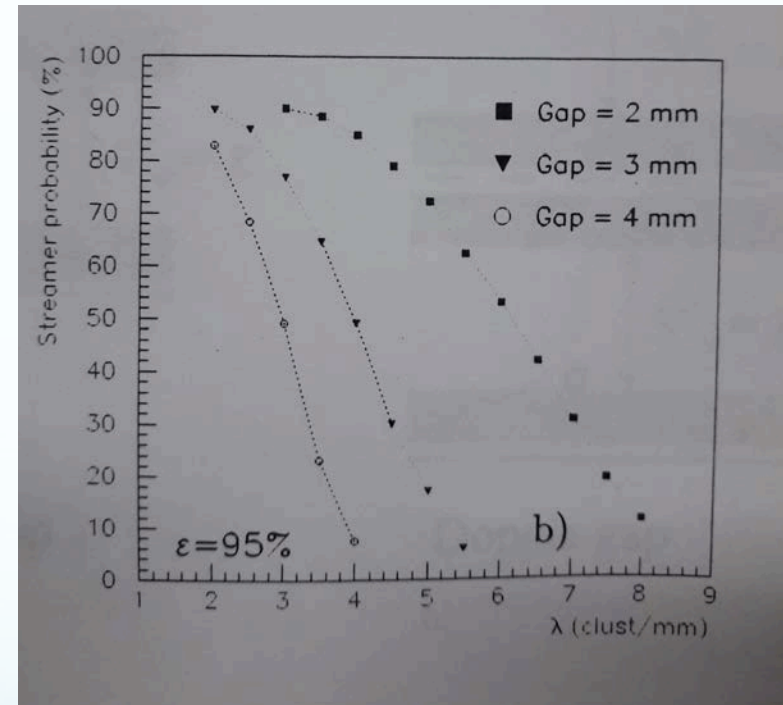 Streamer probability (%)
100
90
80
70
60
50
40
30
20
10
0
■ Gap = 2 mm
▼ Gap = 3 mm
○ Gap = 4 mm
ε=95%
b)
1 2 3 4 5 6 7 8 9
λ (clust/mm)